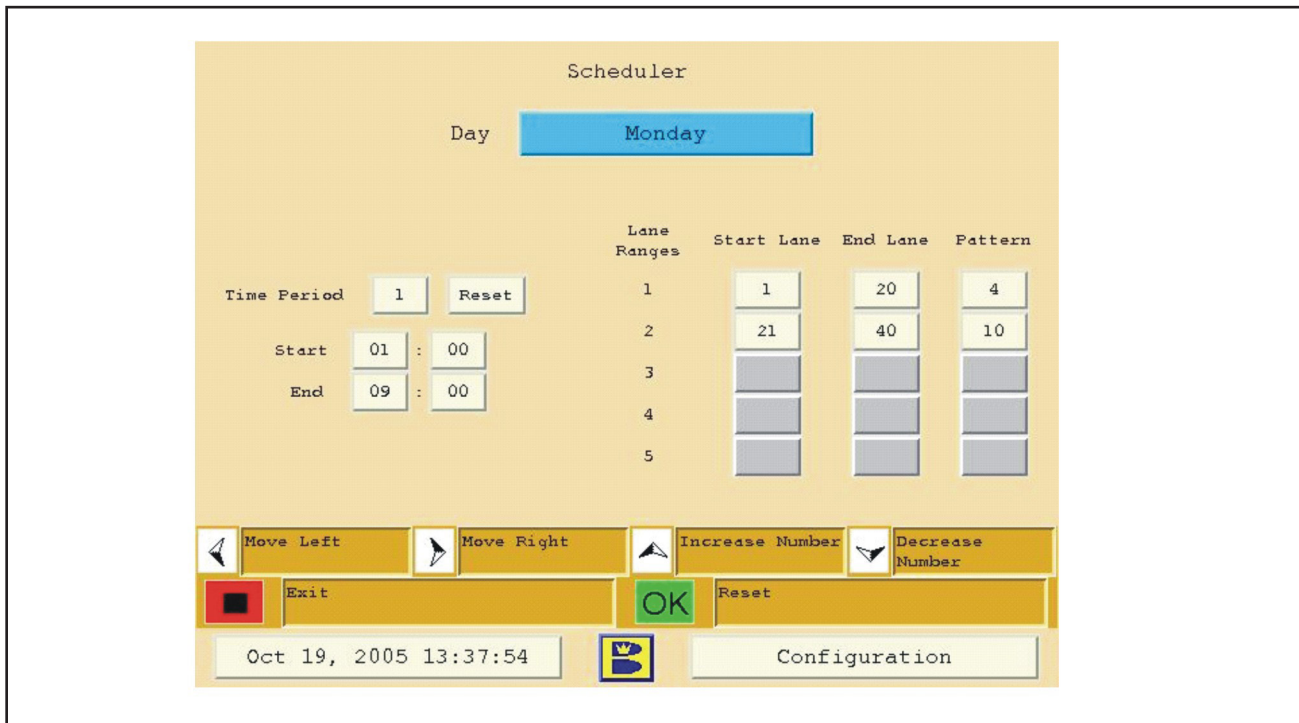 Scheduler
Day Monday
Lane Ranges Start Lane End Lane Pattern
Time Period 1 Reset
Start 01 : 00
End 09 : 00
1 1 20 4
2 21 40 10
3
4
5
Move Left Move Right Increase Number Decrease Number
Exit OK Reset
Oct 19, 2005 13:37:54 Configuration